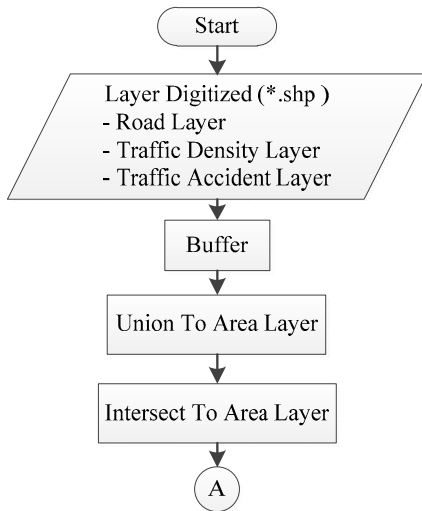 Start
Layer Digitized (*.shp )
- Road Layer
- Traffic Density Layer
- Traffic Accident Layer
Buffer
Union To Area Layer
Intersect To Area Layer
A